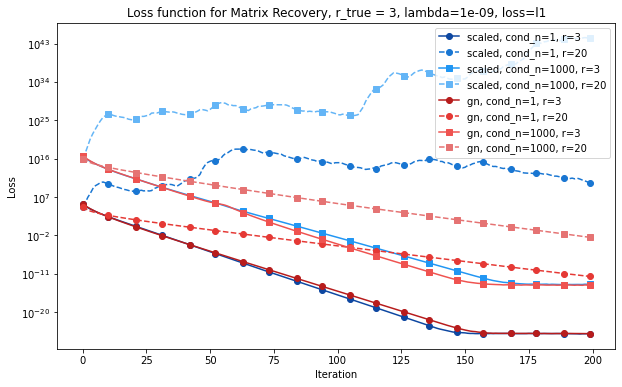 Loss function for Matrix Recovery, r_true = 3, lambda=1e-09, loss=l1
scaled, cond_n=1, r=3
scaled, cond_n=1, r=20
scaled, cond_n=1000, r=3
scaled, cond_n=1000, r=20
gn, cond_n=1, r=3
gn, cond_n=1, r=20
gn, cond_n=1000, r=3
gn, cond_n=1000, r=20
Loss
10^43
10^34
10^25
10^16
10^7
10^-2
10^-11
10^-20
0 25 50 75 100 125 150 175 200
Iteration